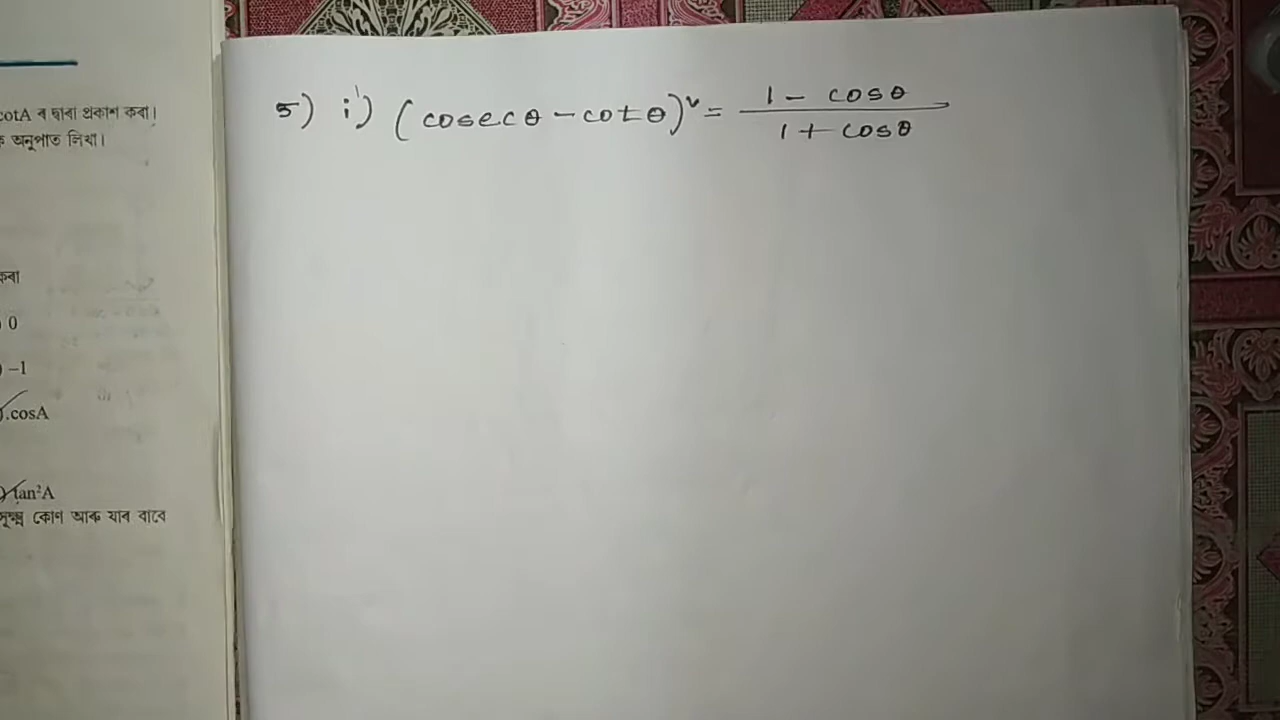 cotA ৰ দ্বাৰা প্ৰকাশ কৰা।
অনুপাত লিখা।
কৰা
0
) –1
).cosA
)tan²A
সূক্ষ্ম কোণ আৰু যাৰ বাবে
5) i) (cosecθ – cotθ)² = 1 – cosθ / 1 + cosθ